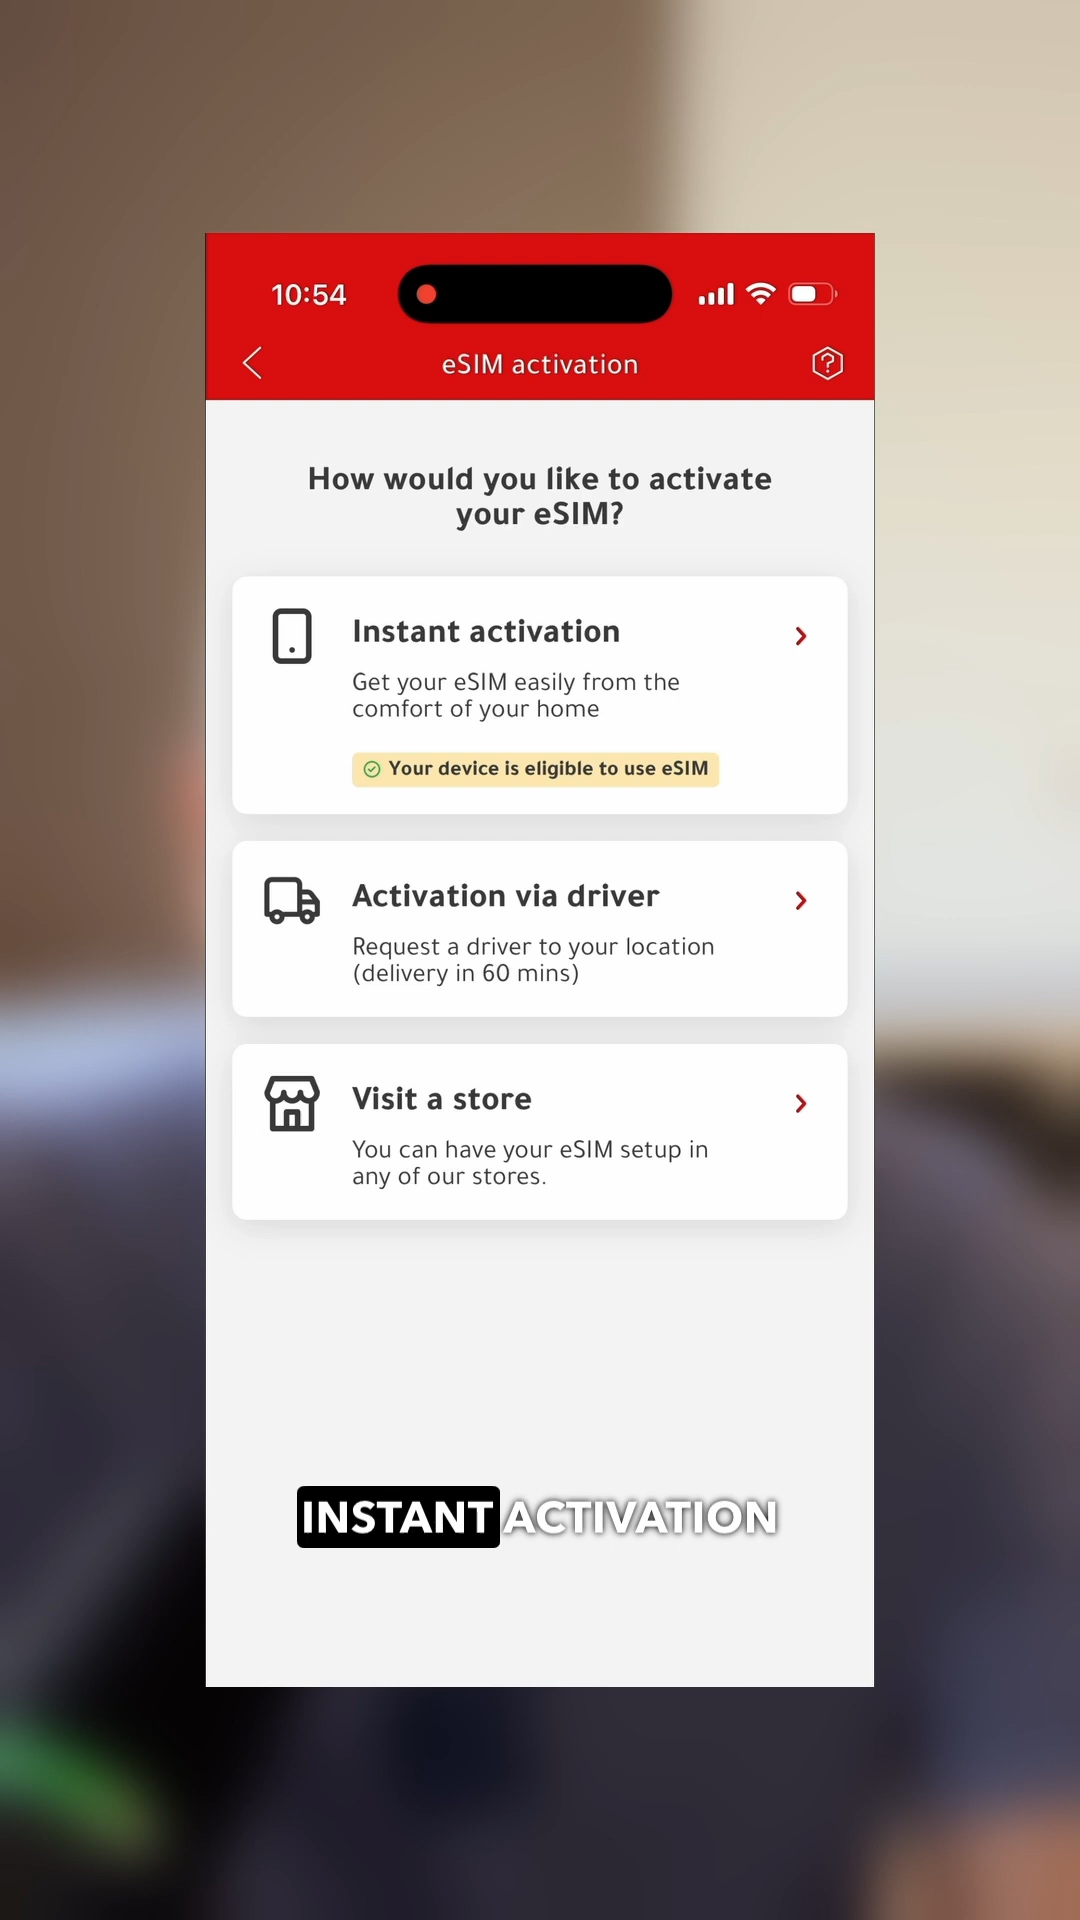 10:54
eSIM activation
How would you like to activate
your eSIM?
Instant activation
Get your eSIM easily from the
comfort of your home
Your device is eligible to use eSIM
Activation via driver
Request a driver to your location
(delivery in 60 mins)
Visit a store
You can have your eSIM setup in
any of our stores.
INSTANT ACTIVATION